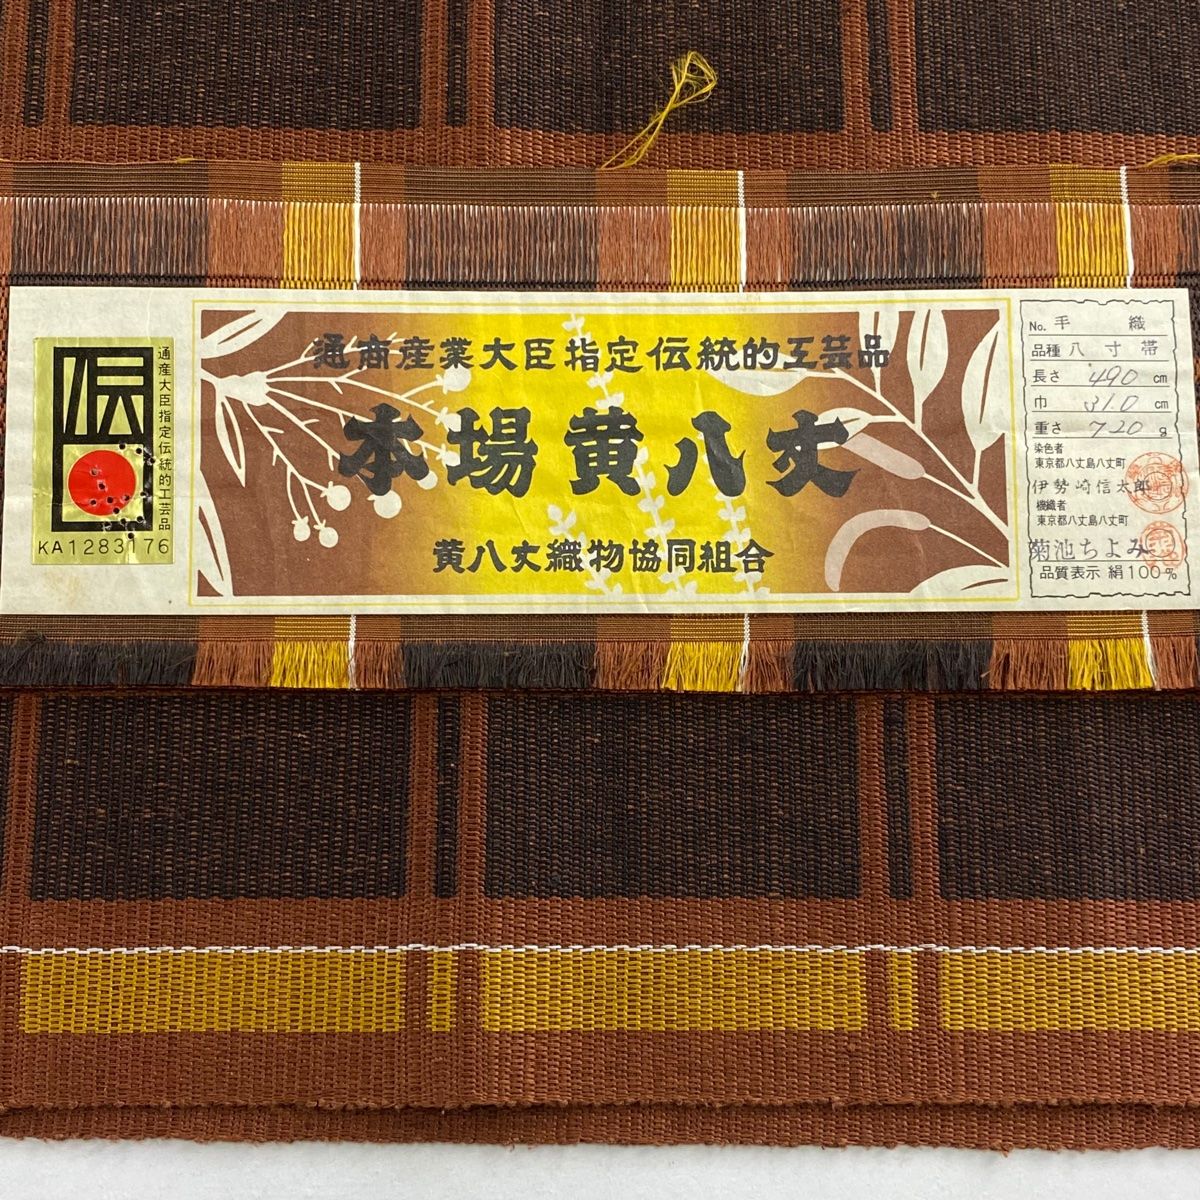 通産大臣指定伝統的工芸品
KA1283176
通商産業大臣指定伝統的工芸品
本場黄八丈
黄八丈織物協同組合
No. 手織
品種 八寸帯
長さ 490 cm
巾 31.0 cm
重さ 720 g
染色者
東京都八丈島八丈町
伊勢崎信太郎
機織者
東京都八丈島八丈町
菊池ちよみ
品質表示 絹100%